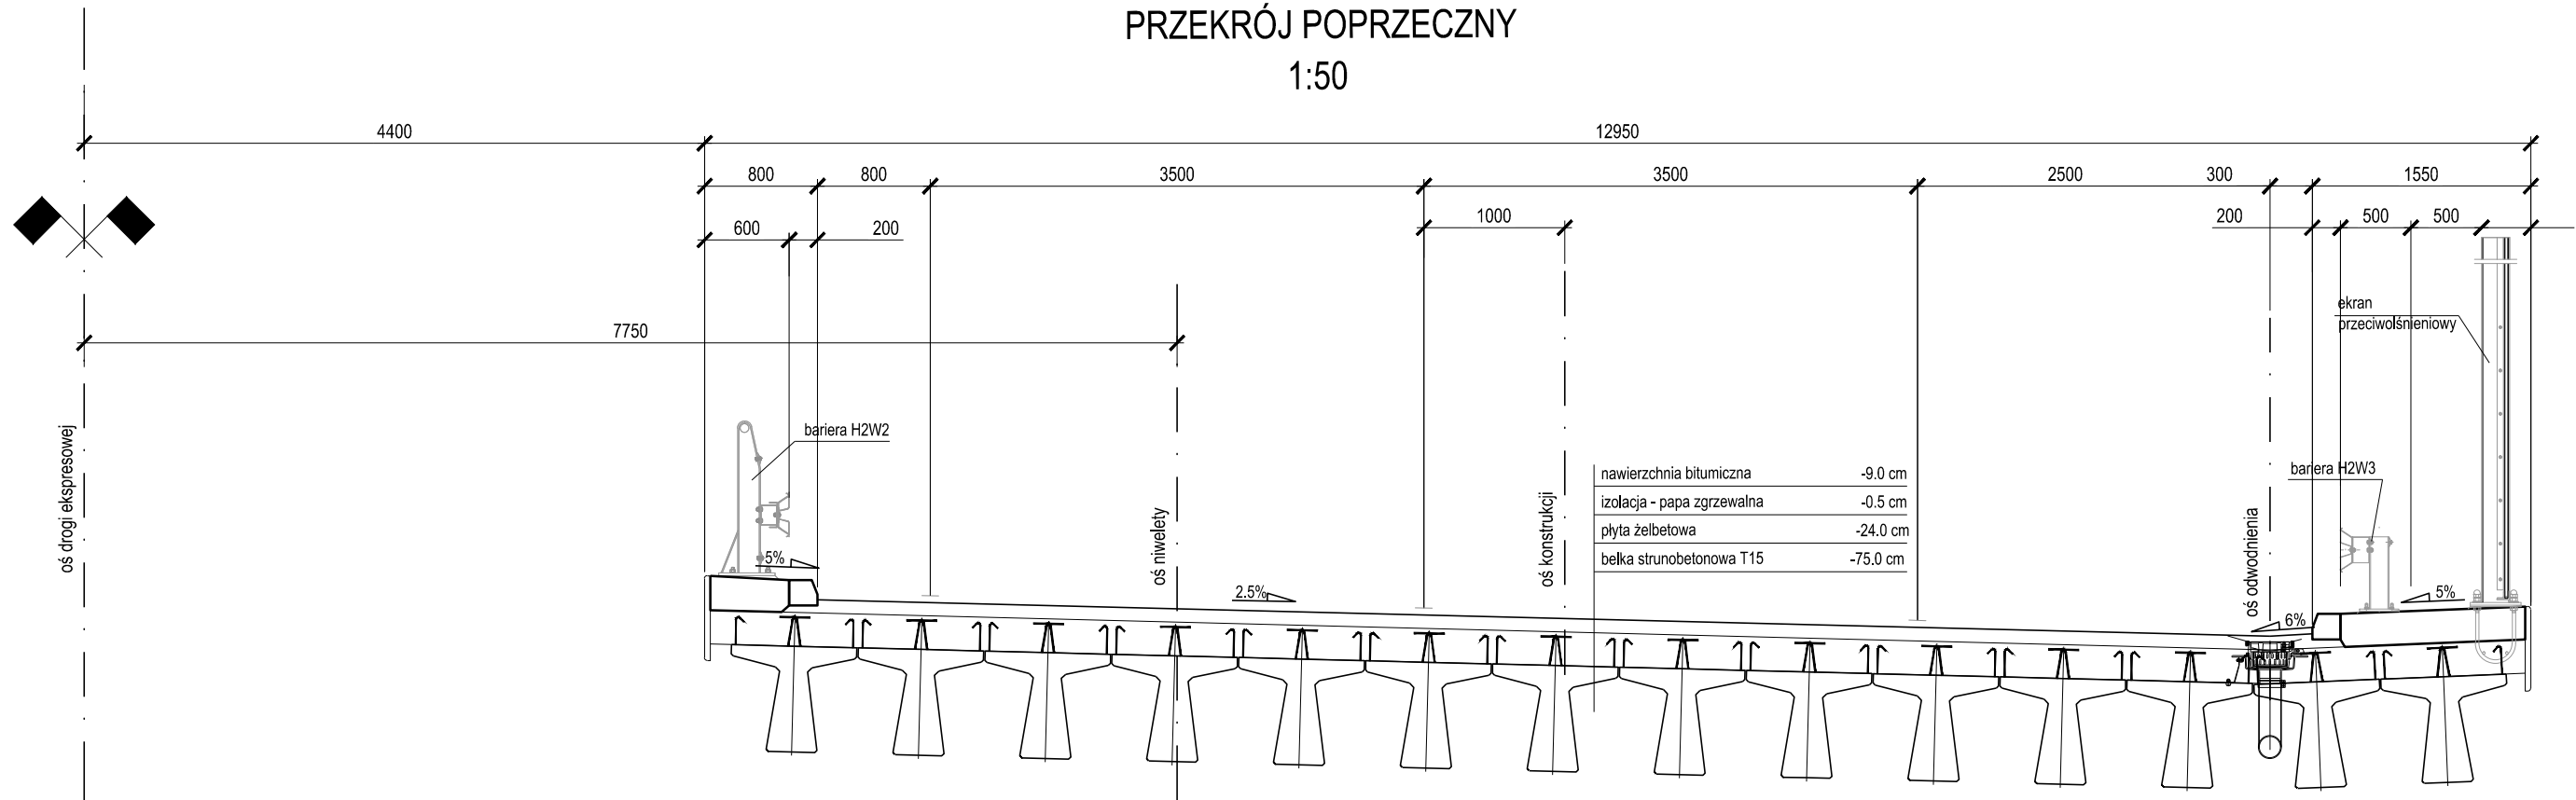 PRZEKRÓJ POPRZECZNY
1:50
4400 12950
800 800 3500 3500 2500 300 1550
600 200 1000 200 500 500
ekran
przeciwolśnieniowy
7750
bariera H2W2
oś drogi ekspresowej
oś niwelety
oś konstrukcji
oś odwodnienia
bariera H2W3
nawierzchnia bitumiczna -9.0 cm
izolacja - papa zgrzewalna -0.5 cm
płyta żelbetowa -24.0 cm
belka strunobetonowa T15 -75.0 cm
5%
2.5%
5%
6%